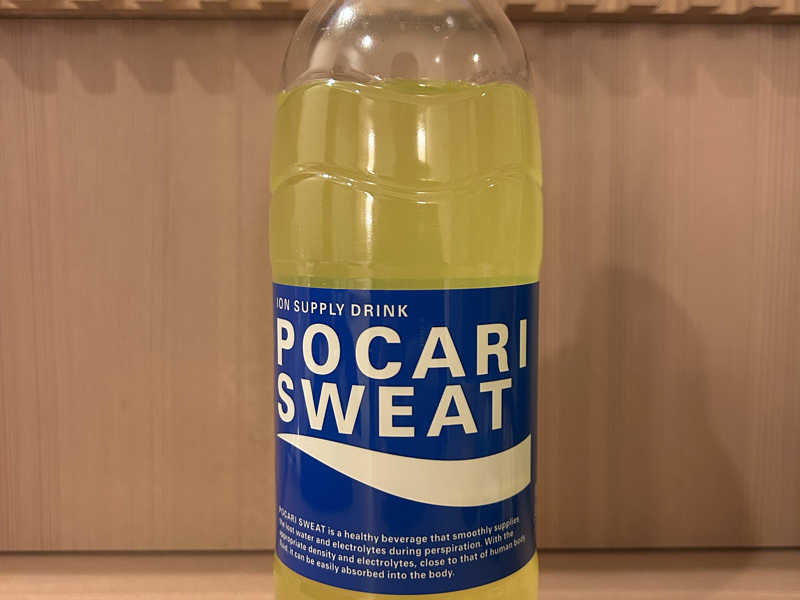 ION SUPPLY DRINK
POCARI
SWEAT
POCARI SWEAT is a healthy beverage that smoothly supplies
the lost water and electrolytes during perspiration. With the
appropriate density and electrolytes, close to that of human body
fluid, it can be easily absorbed into the body.